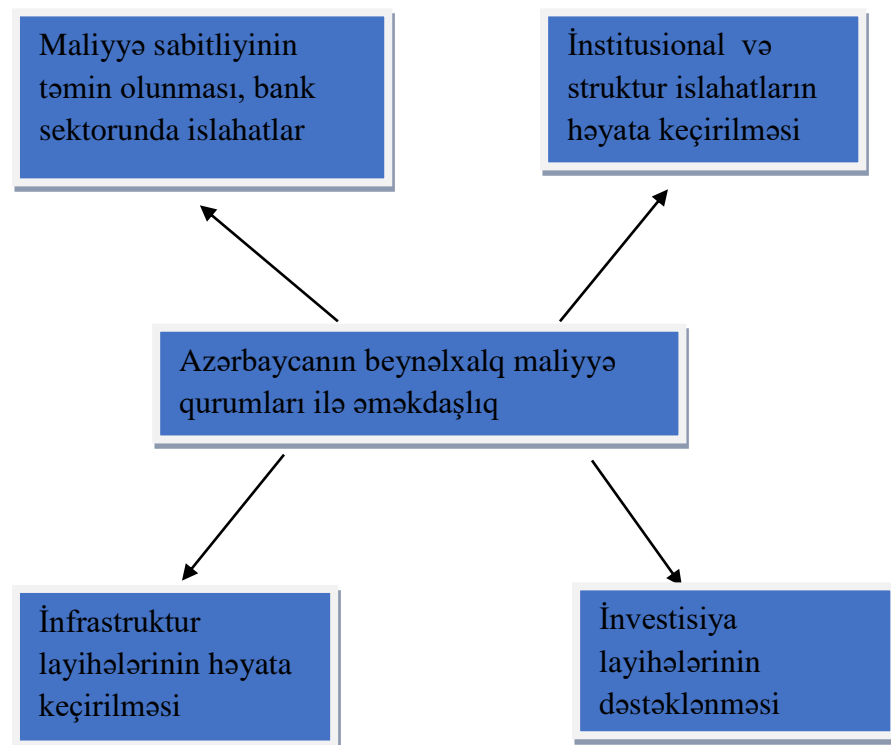 Maliyyə sabitliyinin
təmin olunması, bank
sektorunda islahatlar
İnstitusional və
struktur islahatların
həyata keçirilməsi
Azərbaycanın beynəlxalq maliyyə
qurumları ilə əməkdaşlıq
İnfrastruktur
layihələrinin həyata
keçirilməsi
İnvestisiya
layihələrinin
dəstəklənməsi